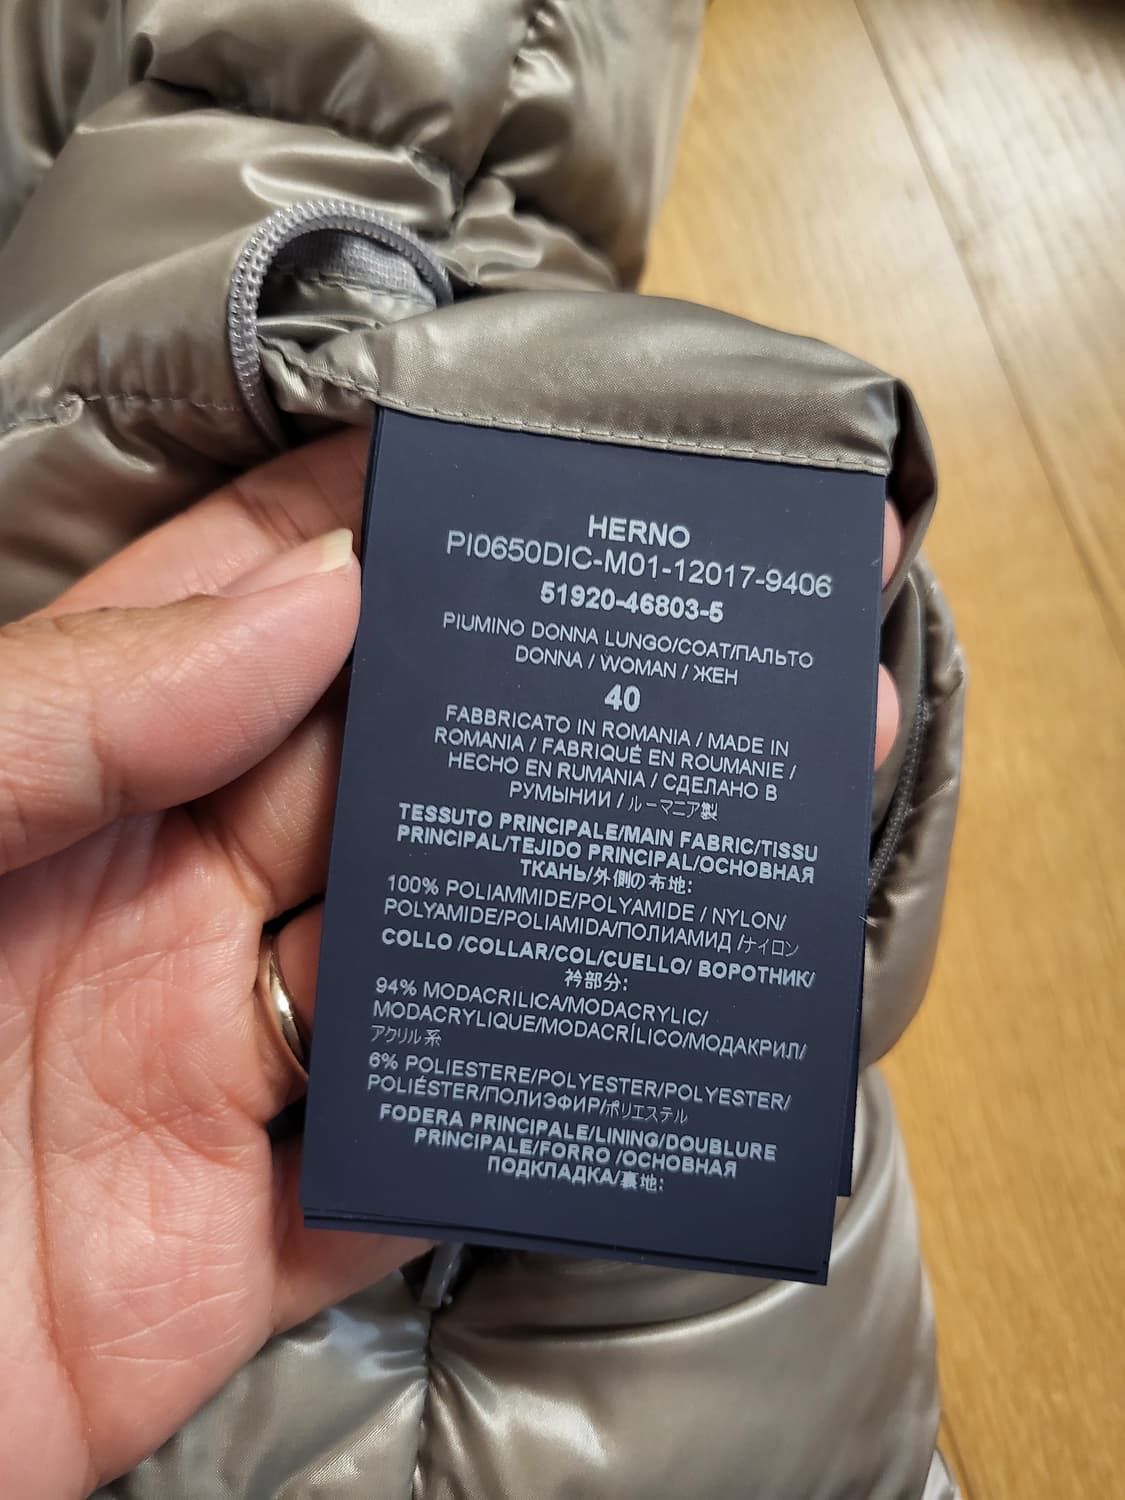 HERNO
PI0650DIC-M01-12017-9406
51920-46803-5
PIUMINO DONNA LUNGO/COAT/ПАЛЬТО
DONNA / WOMAN / ЖЕН
40
FABBRICATO IN ROMANIA / MADE IN
ROMANIA / FABRIQUÉ EN ROUMANIE /
HECHO EN RUMANIA / СДЕЛАНО В
РУМЫНИИ / ルーマニア製
TESSUTO PRINCIPALE/MAIN FABRIC/TISSU
PRINCIPAL/TEJIDO PRINCIPAL/ОСНОВНАЯ
ТКАНЬ/外側の布地:
100% POLIAMMIDE/POLYAMIDE / NYLON/
POLYAMIDE/POLIAMIDA/ПОЛИАМИД /ナイロン
COLLO /COLLAR/COL/CUELLO/ ВОРОТНИК/
衿部分:
94% MODACRILICA/MODACRYLIC/
MODACRYLIQUE/MODACRÍLICO/МОДАКРИЛ/
アクリル系
6% POLIESTERE/POLYESTER/POLYESTER/
POLIÉSTER/ПОЛИЭФИР/ポリエステル
FODERA PRINCIPALE/LINING/DOUBLURE
PRINCIPALE/FORRO /ОСНОВНАЯ
ПОДКЛАДКА/裏地: